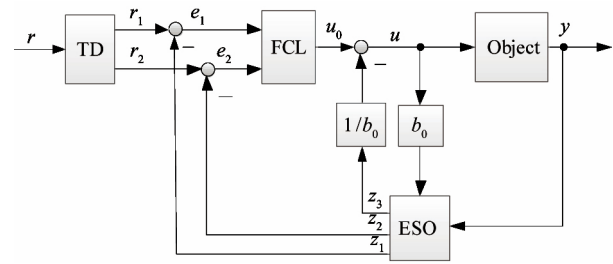 r
TD
r₁
e₁
r₂
e₂
FCL
u₀
u
Object
y
1/b₀
b₀
z₃
z₂
z₁
ESO